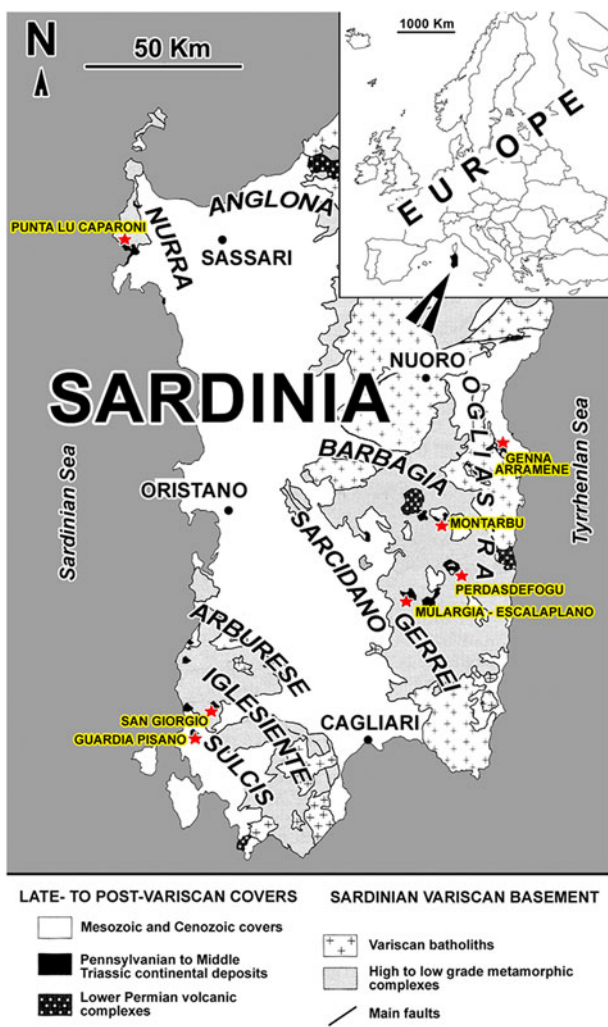 N
50 Km
1000 Km
EUROPE
ANGLONA
PUNTA LU CAPARONI
NURRA
SASSARI
NUORO
SARDINIA
OGLIASTRA
BARBAGIA
GENNA
ARRAMENE
ORISTANO
MONTARBU
Sardinian Sea
Tyrrhenian Sea
SARCIDANO
PERDASDEFOGU
MULARGIA - ESCALAPLANO
GERREI
ARBURESE
IGLESIENTE
SAN GIORGIO
GUARDIA PISANO
SULCIS
CAGLIARI
LATE- TO POST-VARISCAN COVERS
Mesozoic and Cenozoic covers
Pennsylvanian to Middle
Triassic continental deposits
Lower Permian volcanic
complexes
SARDINIAN VARISCAN BASEMENT
Variscan batholiths
High to low grade metamorphic
complexes
Main faults